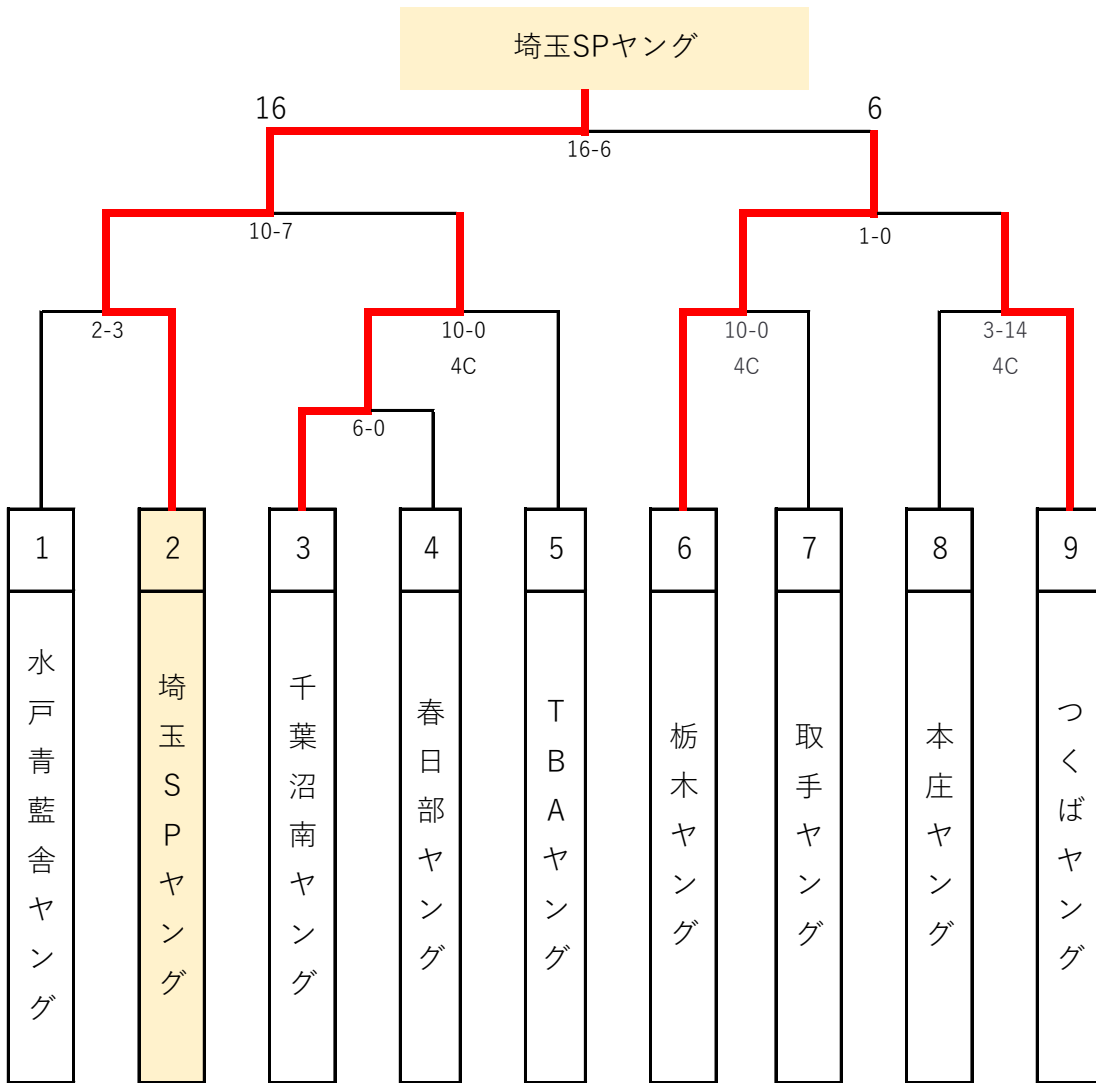 埼玉SPヤング
16
6
16-6
10-7
1-0
2-3
10-0
4C
10-0
4C
3-14
4C
6-0
1
2
3
4
5
6
7
8
9
水戸青藍舎ヤング
埼玉SPヤング
千葉沼南ヤング
春日部ヤング
TBAヤング
栃木ヤング
取手ヤング
本庄ヤング
つくばヤング